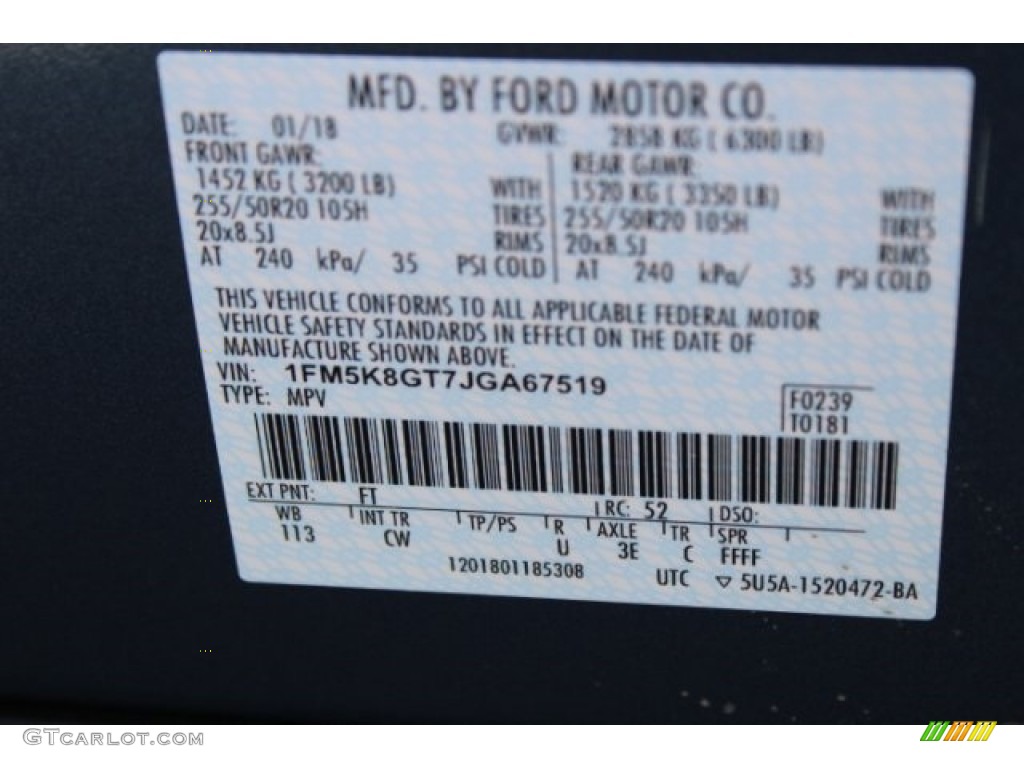 MFD. BY FORD MOTOR CO.
DATE: 01/18 GVWR: 2858 KG ( 6300 LB)
FRONT GAWR: REAR GAWR:
1452 KG ( 3200 LB) WITH 1520 KG ( 3350 LB) WITH
255/50R20 105H TIRES 255/50R20 105H TIRES
20x8.5J RIMS 20x8.5J RIMS
AT 240 kPa/ 35 PSI COLD AT 240 kPa/ 35 PSI COLD
THIS VEHICLE CONFORMS TO ALL APPLICABLE FEDERAL MOTOR
VEHICLE SAFETY STANDARDS IN EFFECT ON THE DATE OF
MANUFACTURE SHOWN ABOVE.
VIN: 1FM5K8GT7JGA67519
TYPE: MPV
F0239
T0181
EXT PNT: FT RC: 52 DSO:
WB INT TR TP/PS R AXLE TR SPR
113 CW U 3E C FFFF
1201801185308 UTC ▽ 5U5A-1520472-BA
GTCarlot.com